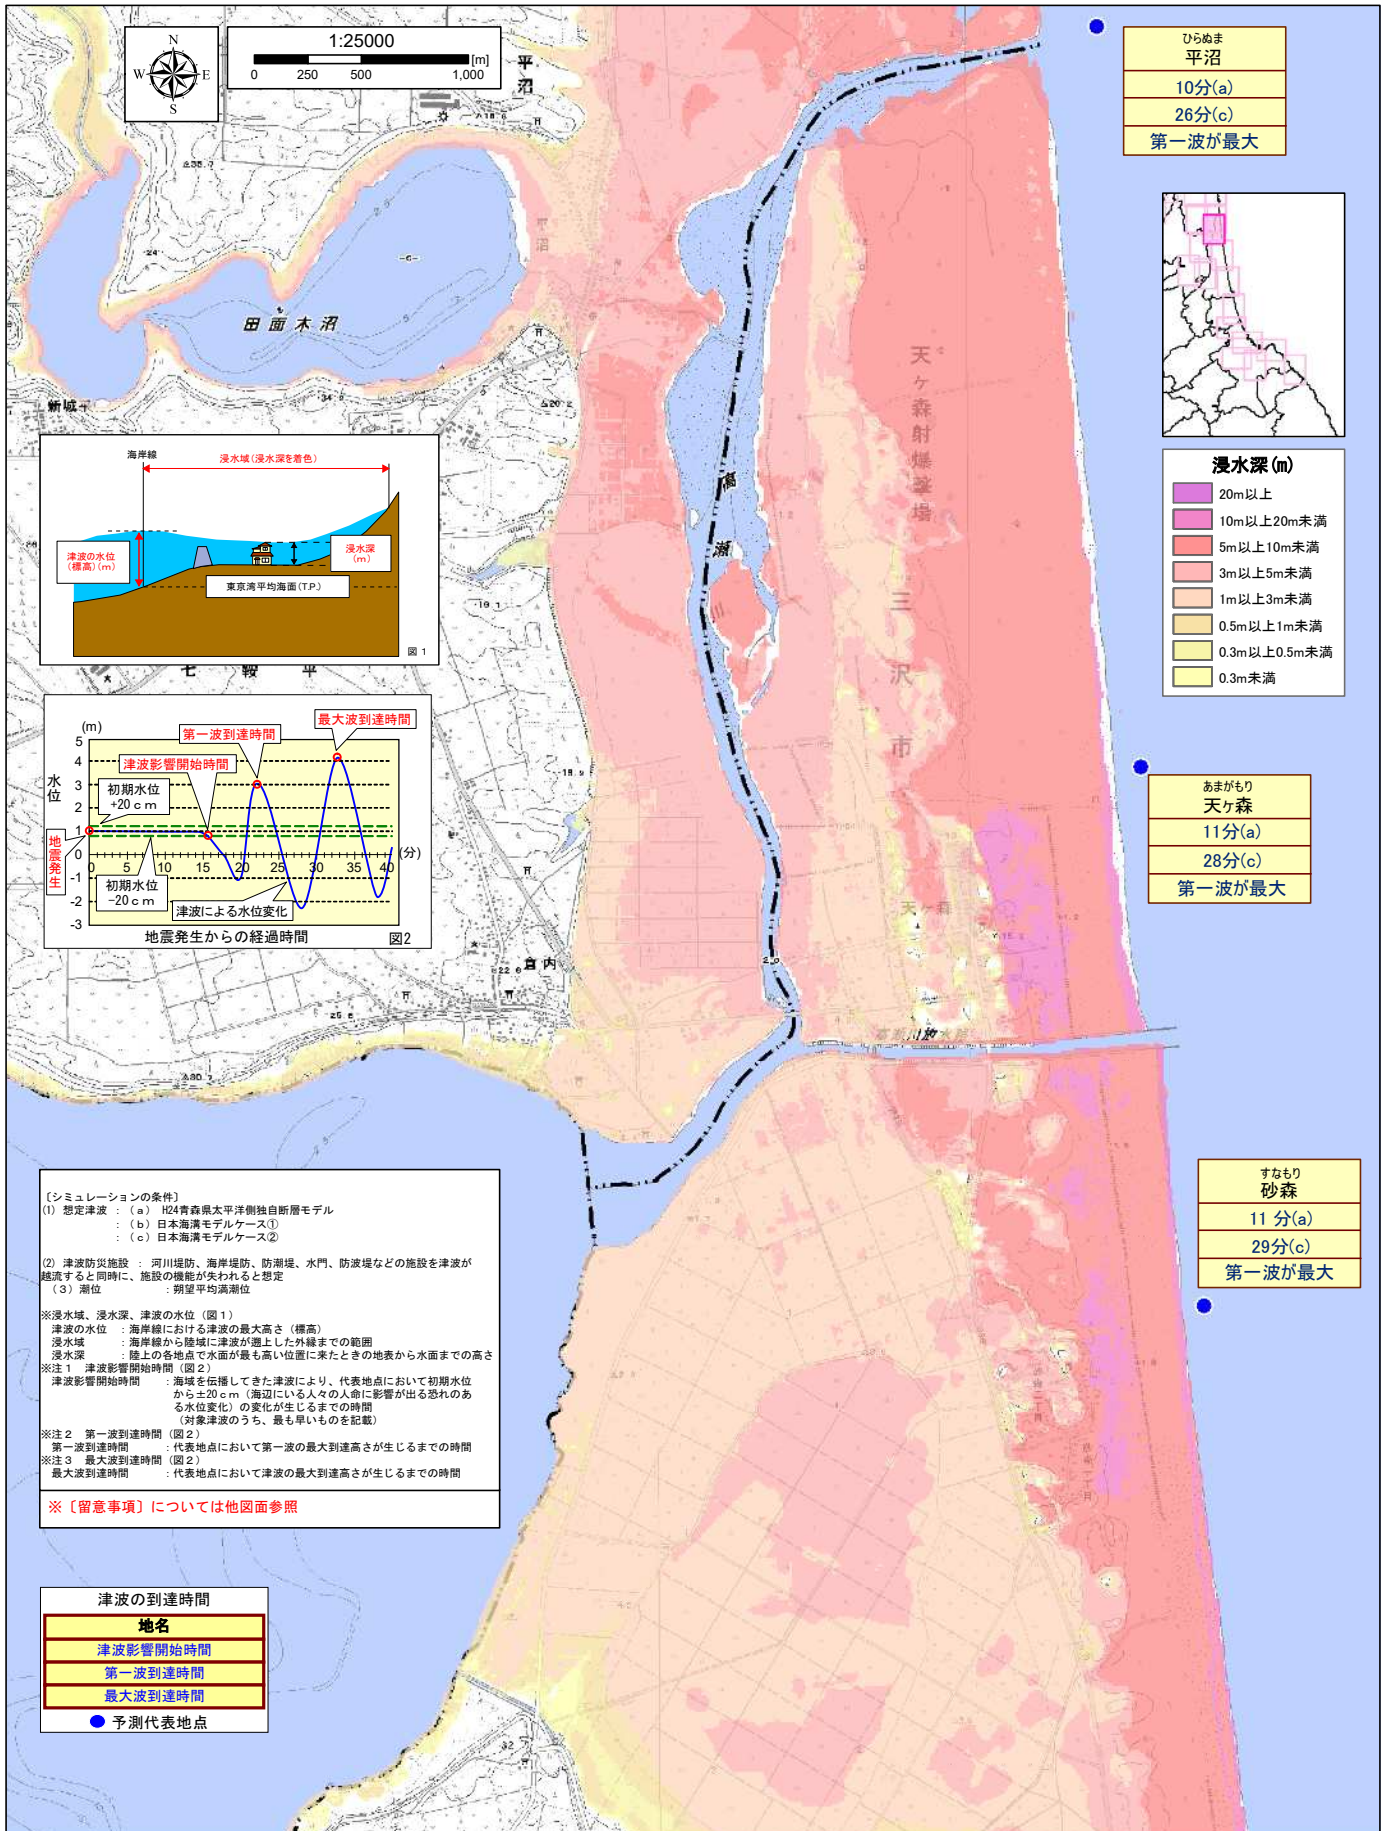 N
W
E
S
1:25000
[m]
0 250 500 1,000
平沼
ひらぬま
平沼
10分(a)
26分(c)
第一波が最大
平沼
田面木沼
新城平
天ヶ森射爆撃場
高瀬川
三沢市
浸水深(m)
20m以上
10m以上20m未満
5m以上10m未満
3m以上5m未満
1m以上3m未満
0.5m以上1m未満
0.3m以上0.5m未満
0.3m未満
海岸線
浸水域(浸水深を着色)
津波の水位
(標高)(m)
浸水深
(m)
東京湾平均海面(T.P.)
図1
七鞍平
(m)
水位
5
4
3
2
1
0
-1
-2
-3
最大波到達時間
第一波到達時間
津波影響開始時間
初期水位
+20cm
地震発生
0 5 10 15 20 25 30 35 40
(分)
初期水位
-20cm
津波による水位変化
地震発生からの経過時間
図2
あまがもり
天ヶ森
11分(a)
28分(c)
第一波が最大
天ヶ森
倉内
高瀬川放水路
すなもり
砂森
11 分(a)
29分(c)
第一波が最大
〔シミュレーションの条件〕
(1) 想定津波 : (a) H24青森県太平洋側独自断層モデル
: (b) 日本海溝モデルケース①
: (c) 日本海溝モデルケース②
(2) 津波防災施設 : 河川堤防、海岸堤防、防潮堤、水門、防波堤などの施設を津波が
越流すると同時に、施設の機能が失われると想定
(3) 潮位 : 朔望平均満潮位
※浸水域、浸水深、津波の水位(図1)
津波の水位 : 海岸線における津波の最大高さ(標高)
浸水域 : 海岸線から陸域に津波が遡上した外縁までの範囲
浸水深 : 陸上の各地点で水面が最も高い位置に来たときの地表から水面までの高さ
※注1 津波影響開始時間(図2)
津波影響開始時間 : 海域を伝播してきた津波により、代表地点において初期水位
から±20cm(海辺にいる人々の人命に影響が出る恐れのあ
る水位変化)の変化が生じるまでの時間
(対象津波のうち、最も早いものを記載)
※注2 第一波到達時間(図2)
第一波到達時間 : 代表地点において第一波の最大到達高さが生じるまでの時間
※注3 最大波到達時間(図2)
最大波到達時間 : 代表地点において津波の最大到達高さが生じるまでの時間
※〔留意事項〕については他図面参照
津波の到達時間
地名
津波影響開始時間
第一波到達時間
最大波到達時間
予測代表地点